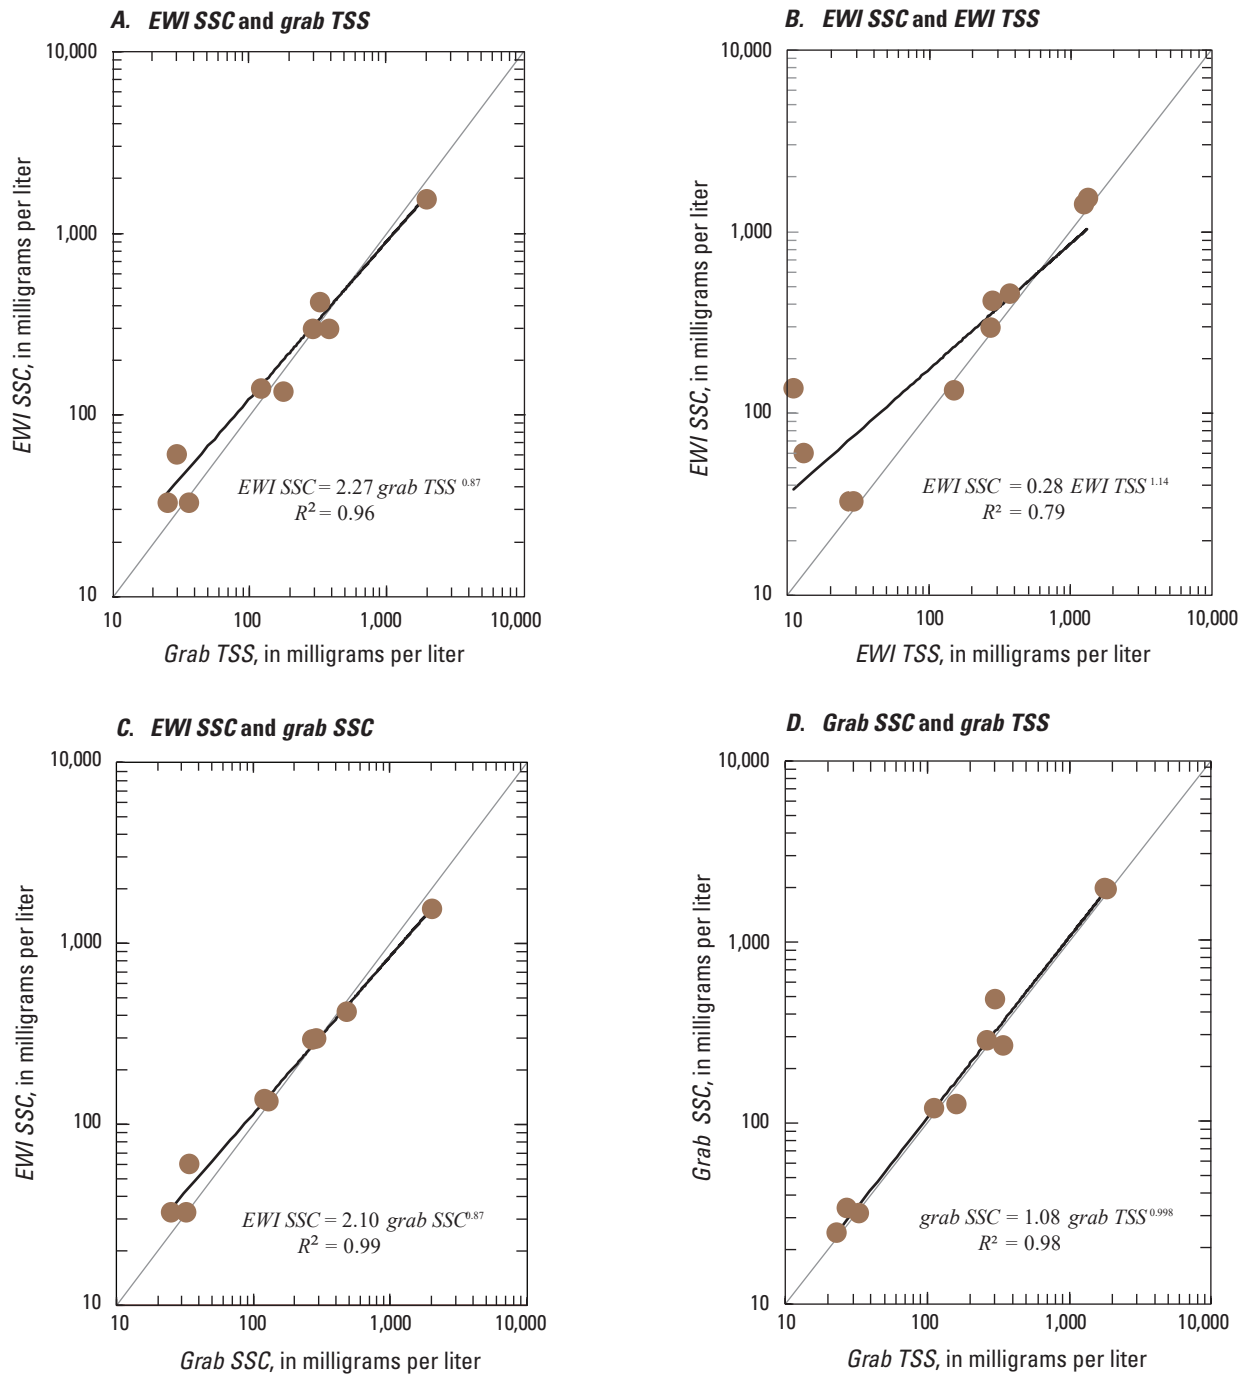 A. EWI SSC and grab TSS
10,000
1,000
100
10
EWI SSC, in milligrams per liter
EWI SSC = 2.27 grab TSS 0.87
R² = 0.96
10 100 1,000 10,000
Grab TSS, in milligrams per liter
B. EWI SSC and EWI TSS
10,000
1,000
100
10
EWI SSC, in milligrams per liter
EWI SSC = 0.28 EWI TSS 1.14
R² = 0.79
10 100 1,000 10,000
EWI TSS, in milligrams per liter
C. EWI SSC and grab SSC
10,000
1,000
100
10
EWI SSC, in milligrams per liter
EWI SSC = 2.10 grab SSC 0.87
R² = 0.99
10 100 1,000 10,000
Grab SSC, in milligrams per liter
D. Grab SSC and grab TSS
10,000
1,000
100
10
Grab SSC, in milligrams per liter
grab SSC = 1.08 grab TSS 0.998
R² = 0.98
10 100 1,000 10,000
Grab TSS, in milligrams per liter